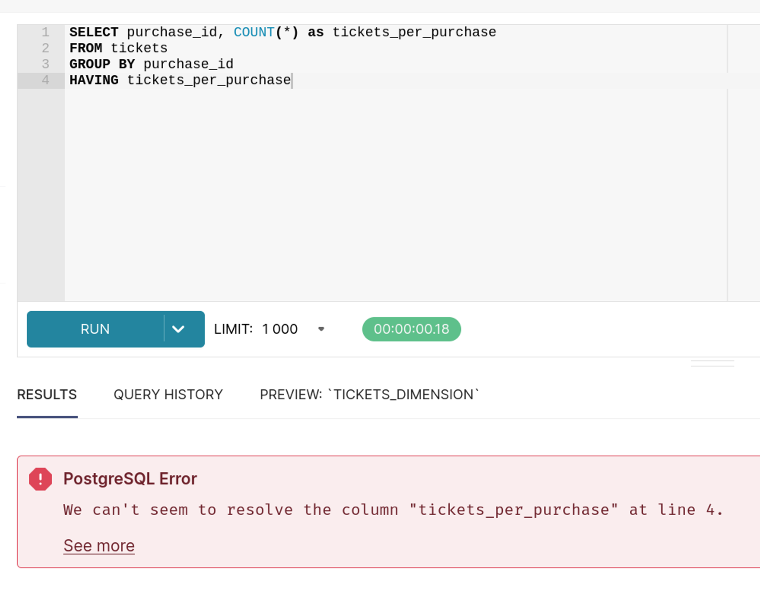 1 SELECT purchase_id, COUNT(*) as tickets_per_purchase
2 FROM tickets
3 GROUP BY purchase_id
4 HAVING tickets_per_purchase
RUN LIMIT: 1 000 00:00:00.18
RESULTS QUERY HISTORY PREVIEW: `TICKETS_DIMENSION`
PostgreSQL Error
We can't seem to resolve the column "tickets_per_purchase" at line 4.
See more